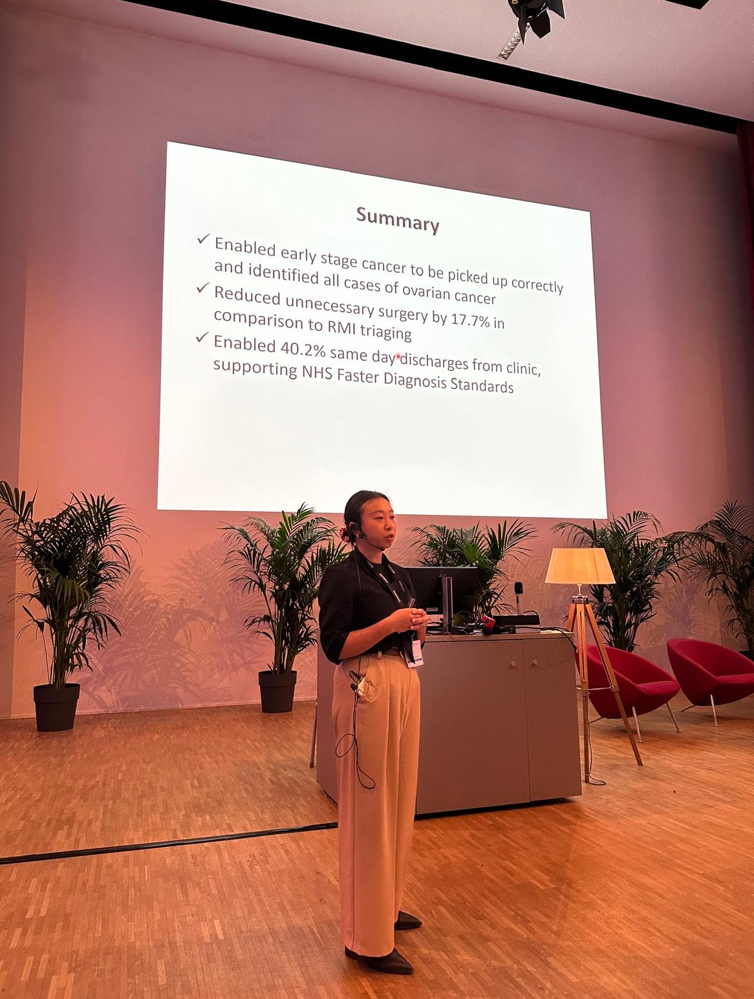 Summary
✓ Enabled early stage cancer to be picked up correctly
and identified all cases of ovarian cancer
✓ Reduced unnecessary surgery by 17.7% in
comparison to RMI triaging
✓ Enabled 40.2% same day discharges from clinic,
supporting NHS Faster Diagnosis Standards